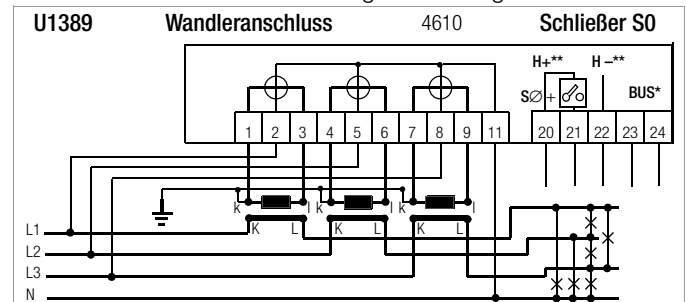 U1389 Wandleranschluss 4610 Schließer S0
H+** H –**
SØ + BUS*
1 2 3 4 5 6 7 8 9 11 20 21 22 23 24
k l k l k l
L1 K L K L K L
L2
L3
N